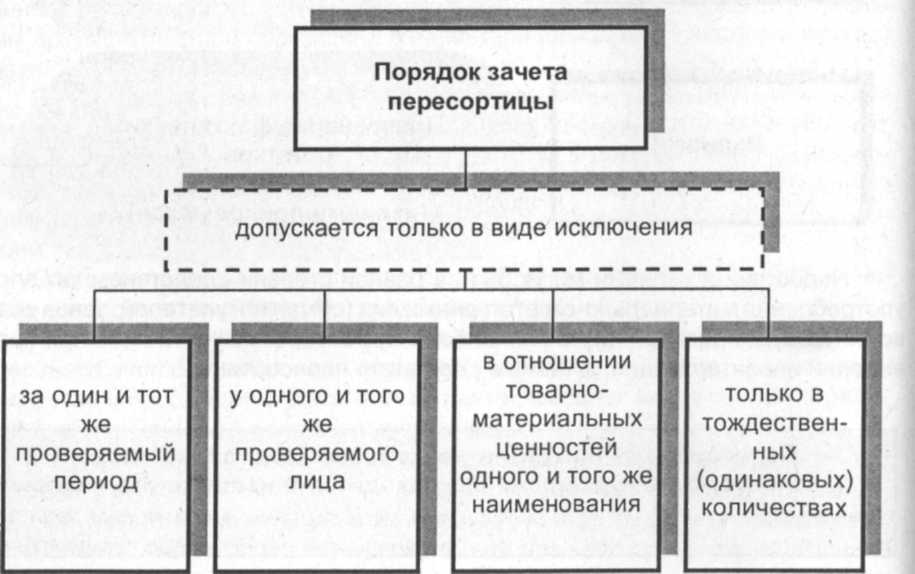 Порядок зачета
пересортицы
допускается только в виде исключения
за один и тот
же
проверяемый
период
у одного и того
же
проверяемого
лица
в отношении
товарно-
материальных
ценностей
одного и того же
наименования
только в
тождествен-
ных
(одинаковых)
количествах